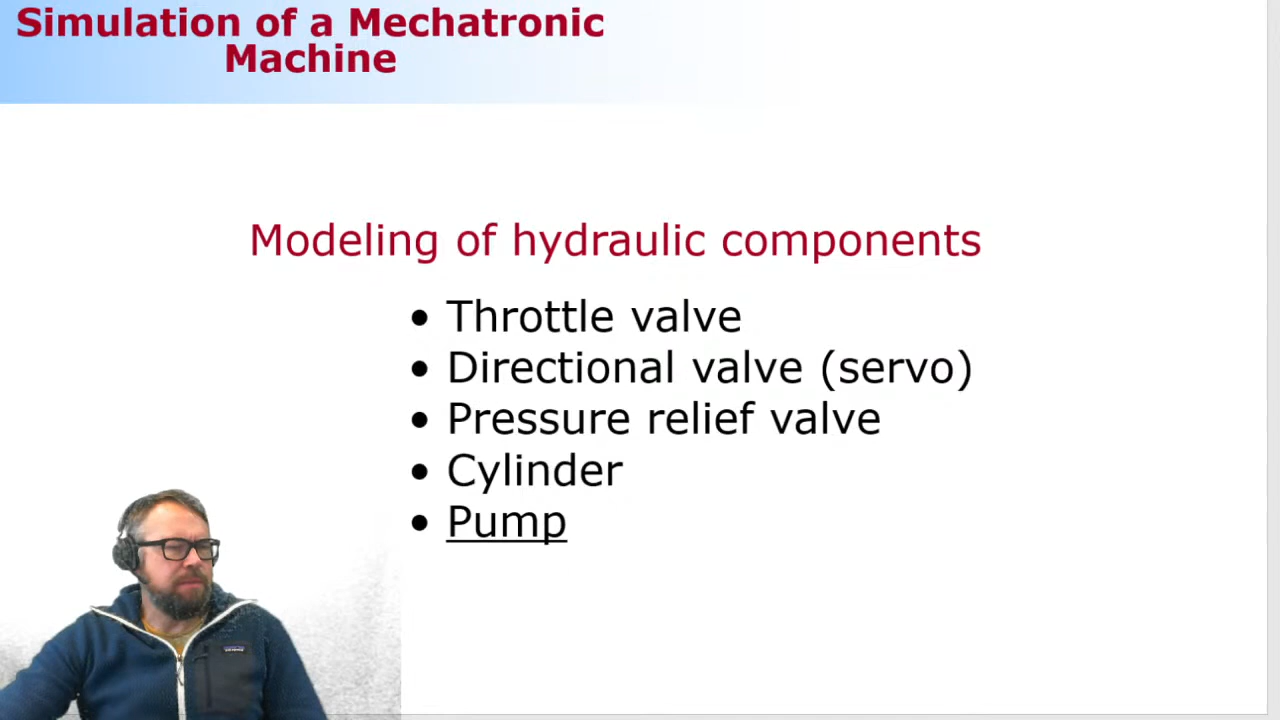 Simulation of a Mechatronic
Machine
Modeling of hydraulic components
• Throttle valve
• Directional valve (servo)
• Pressure relief valve
• Cylinder
• Pump